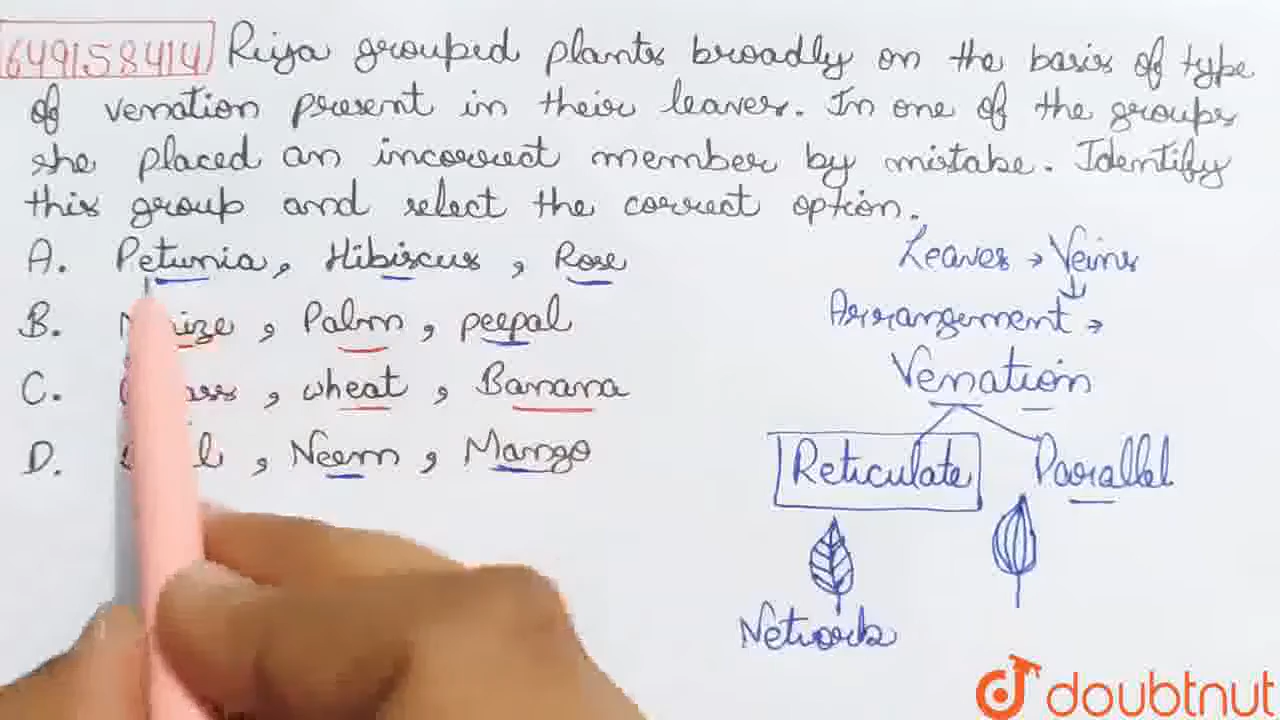 649158414 Riya grouped plants broadly on the basis of type
of venation present in their leaves. In one of the groups
she placed an incorrect member by mistake. Identify
this group and select the correct option.
A. Petunia, Hibiscus, Rose
B. , Palm, peepal
C. , wheat, Banana
D. , Neem, Mango
Leaves → Veins
Arrangement →
Venation
Reticulate Parallel
Network
doubtnut